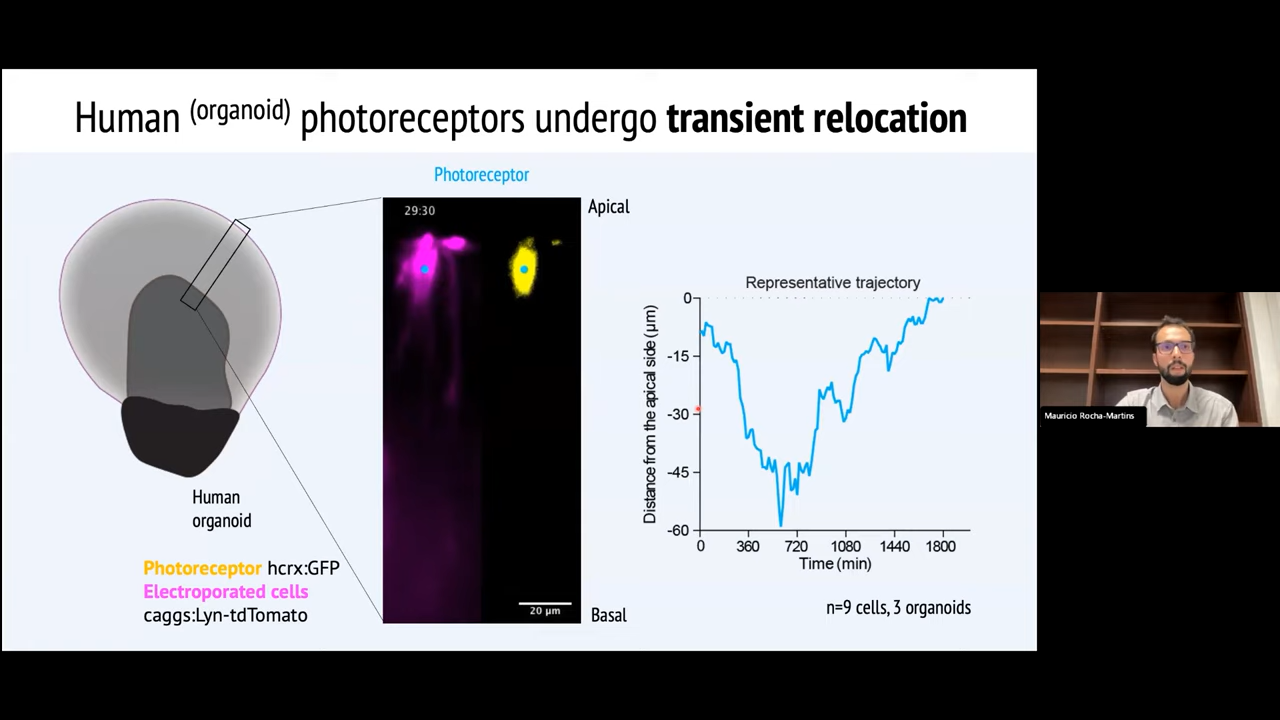 Human (organoid) photoreceptors undergo transient relocation
Photoreceptor
29:30
Apical
20 µm
Basal
Human
organoid
Photoreceptor hcrx:GFP
Electroporated cells
caggs:Lyn-tdTomato
Representative trajectory
Distance from the apical side (µm)
0
-15
-30
-45
-60
0 360 720 1080 1440 1800
Time (min)
n=9 cells, 3 organoids
Mauricio Rocha-Martins